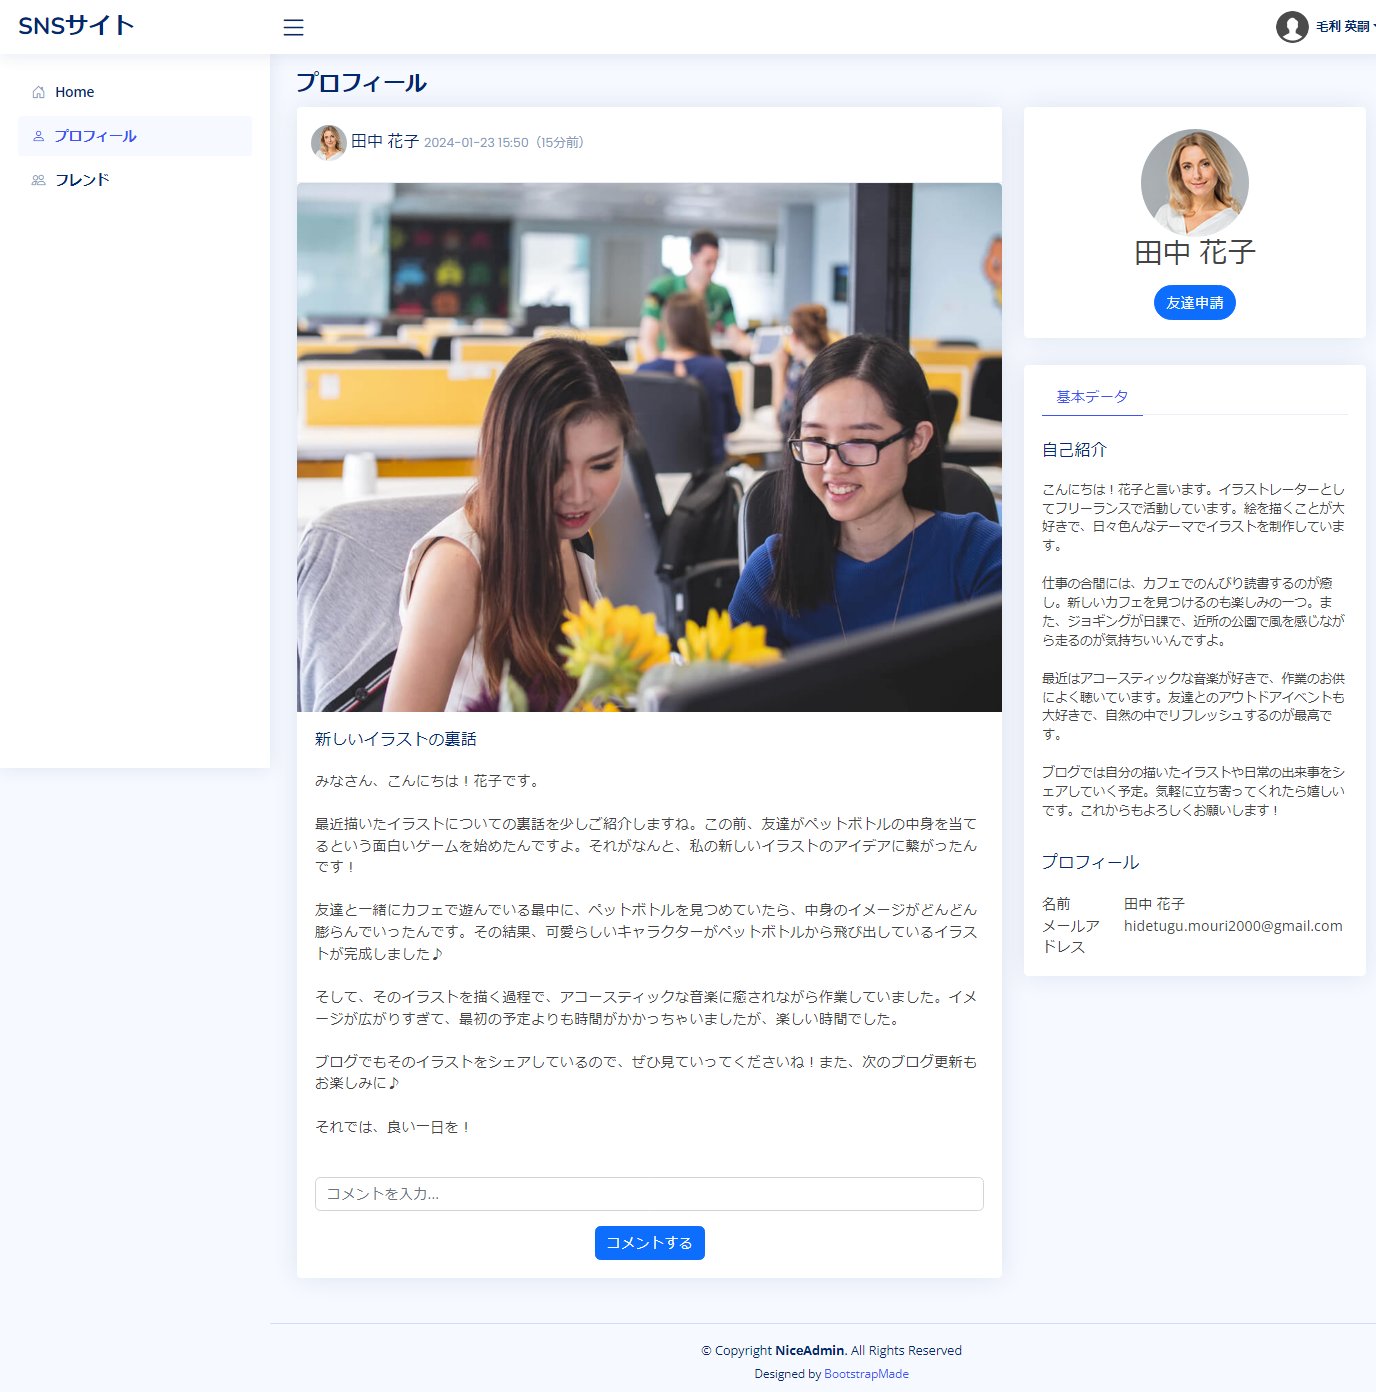 SNSサイト
毛利 英嗣
Home
プロフィール
フレンド
プロフィール
田中 花子 2024-01-23 15:50（15分前）
新しいイラストの裏話
みなさん、こんにちは！花子です。
最近描いたイラストについての裏話を少しご紹介しますね。この前、友達がペットボトルの中身を当て
るという面白いゲームを始めたんですよ。それがなんと、私の新しいイラストのアイデアに繋がったん
です！
友達と一緒にカフェで遊んでいる最中に、ペットボトルを見つめていたら、中身のイメージがどんどん
膨らんでいったんです。その結果、可愛らしいキャラクターがペットボトルから飛び出しているイラス
トが完成しました♪
そして、そのイラストを描く過程で、アコースティックな音楽に癒されながら作業していました。イメ
ージが広がりすぎて、最初の予定よりも時間がかかっちゃいましたが、楽しい時間でした。
ブログでもそのイラストをシェアしているので、ぜひ見ていってくださいね！また、次のブログ更新も
お楽しみに♪
それでは、良い一日を！
コメントを入力...
コメントする
田中 花子
友達申請
基本データ
自己紹介
こんにちは！花子と言います。イラストレーターとし
てフリーランスで活動しています。絵を描くことが大
好きで、日々色んなテーマでイラストを制作していま
す。
仕事の合間には、カフェでのんびり読書するのが癒
し。新しいカフェを見つけるのも楽しみの一つ。ま
た、ジョギングが日課で、近所の公園で風を感じなが
ら走るのが気持ちいいんですよ。
最近はアコースティックな音楽が好きで、作業のお供
によく聴いています。友達とのアウトドアイベントも
大好きで、自然の中でリフレッシュするのが最高で
す。
ブログでは自分の描いたイラストや日常の出来事をシ
ェアしていく予定。気軽に立ち寄ってくれたら嬉しい
です。これからもよろしくお願いします！
プロフィール
名前 田中 花子
メールア hidetugu.mouri2000@gmail.com
ドレス
© Copyright NiceAdmin. All Rights Reserved
Designed by BootstrapMade